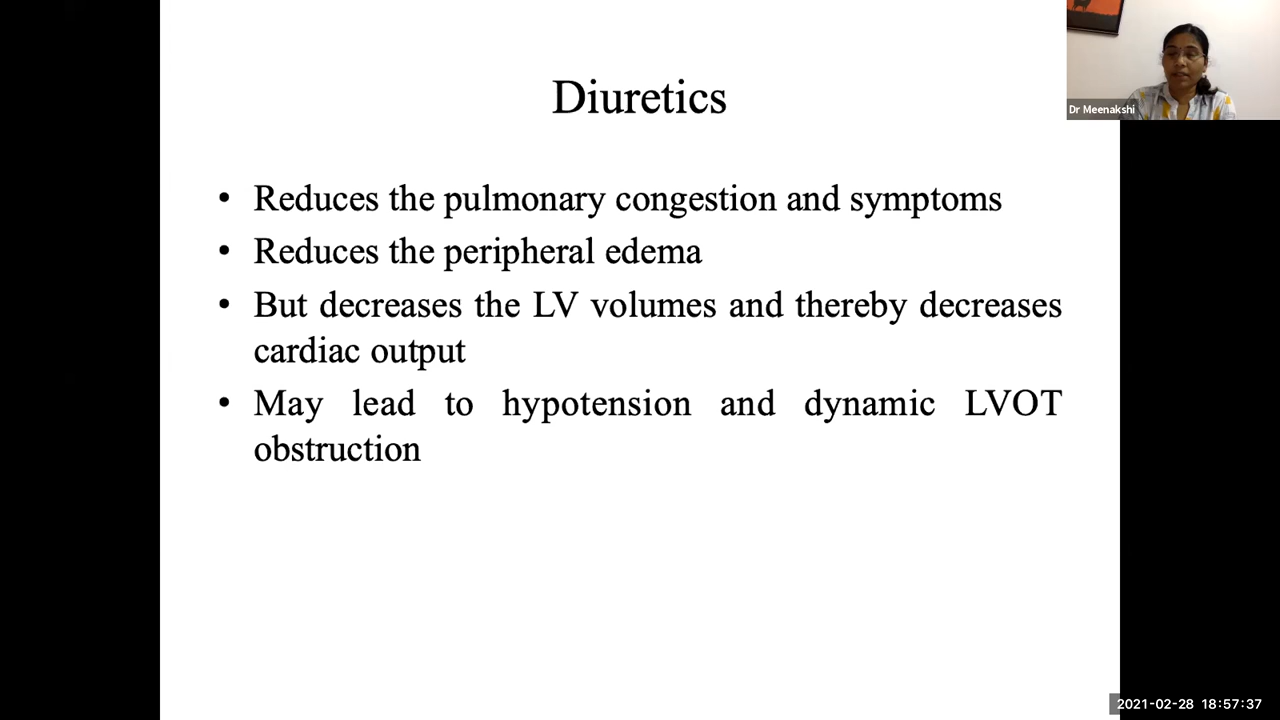 Diuretics
Dr Meenakshi
• Reduces the pulmonary congestion and symptoms
• Reduces the peripheral edema
• But decreases the LV volumes and thereby decreases
cardiac output
• May lead to hypotension and dynamic LVOT
obstruction
2021-02-28 18:57:37